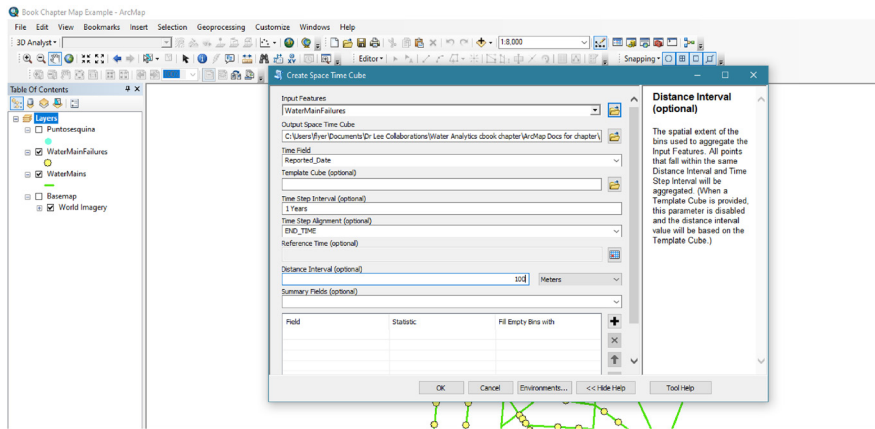 Book Chapter Map Example - ArcMap
File Edit View Bookmarks Insert Selection Geoprocessing Customize Windows Help
3D Analyst 1:8,000
Editor Snapping
Table Of Contents
Layers
Puntosesquina
WaterMainFailures
WaterMains
Basemap
World Imagery
Create Space Time Cube
Input Features
WaterMainFailures
Output Space Time Cube
C:\Users\flyer\Documents\Dr Lee Collaborations\Water Analytics cbook chapter\ArcMap Docs for chapter\
Time Field
Reported_Date
Template Cube (optional)
Time Step Interval (optional)
1 Years
Time Step Alignment (optional)
END_TIME
Reference Time (optional)
Distance Interval (optional)
100 Meters
Summary Fields (optional)
Field Statistic Fill Empty Bins with
OK Cancel Environments... << Hide Help Tool Help
Distance Interval
(optional)
The spatial extent of the
bins used to aggregate the
Input Features. All points
that fall within the same
Distance Interval and Time
Step Interval will be
aggregated. (When a
Template Cube is provided,
this parameter is disabled
and the distance interval
value will be based on the
Template Cube.)